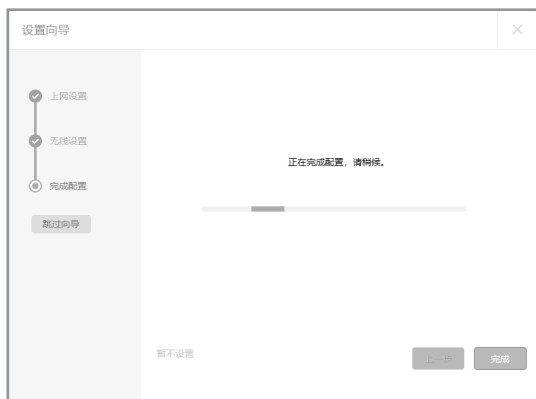 设置向导
上网设置
无线设置
完成配置
跳过向导
正在完成配置，请稍候。
暂不设置
上一步
完成